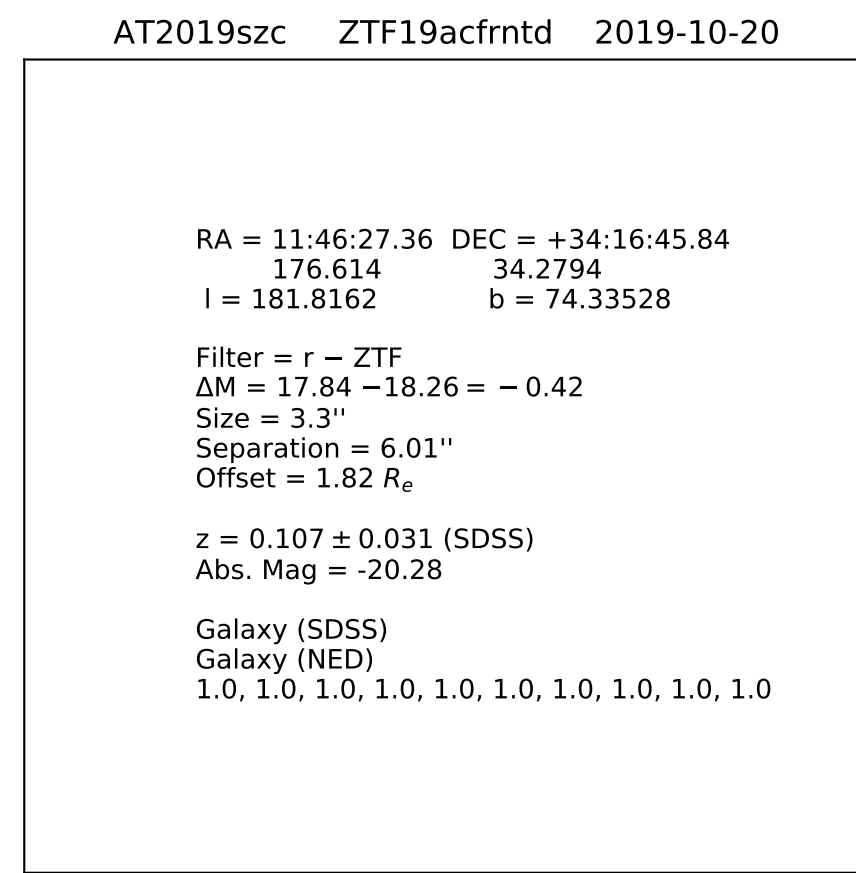 AT2019szc ZTF19acfrntd 2019-10-20
RA = 11:46:27.36 DEC = +34:16:45.84
176.614 34.2794
l = 181.8162 b = 74.33528
Filter = r − ZTF
ΔM = 17.84 −18.26 = − 0.42
Size = 3.3''
Separation = 6.01''
Offset = 1.82 Re
z = 0.107 ± 0.031 (SDSS)
Abs. Mag = -20.28
Galaxy (SDSS)
Galaxy (NED)
1.0, 1.0, 1.0, 1.0, 1.0, 1.0, 1.0, 1.0, 1.0, 1.0